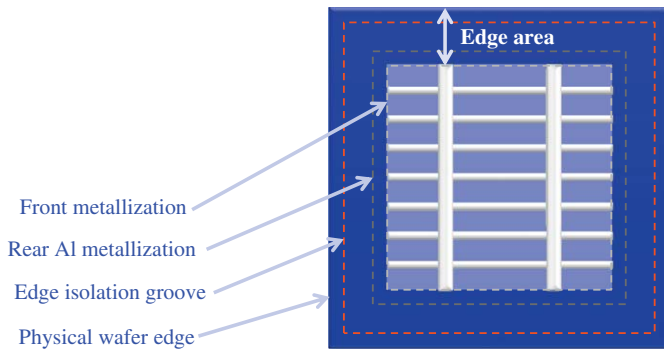 Edge area
Front metallization
Rear Al metallization
Edge isolation groove
Physical wafer edge